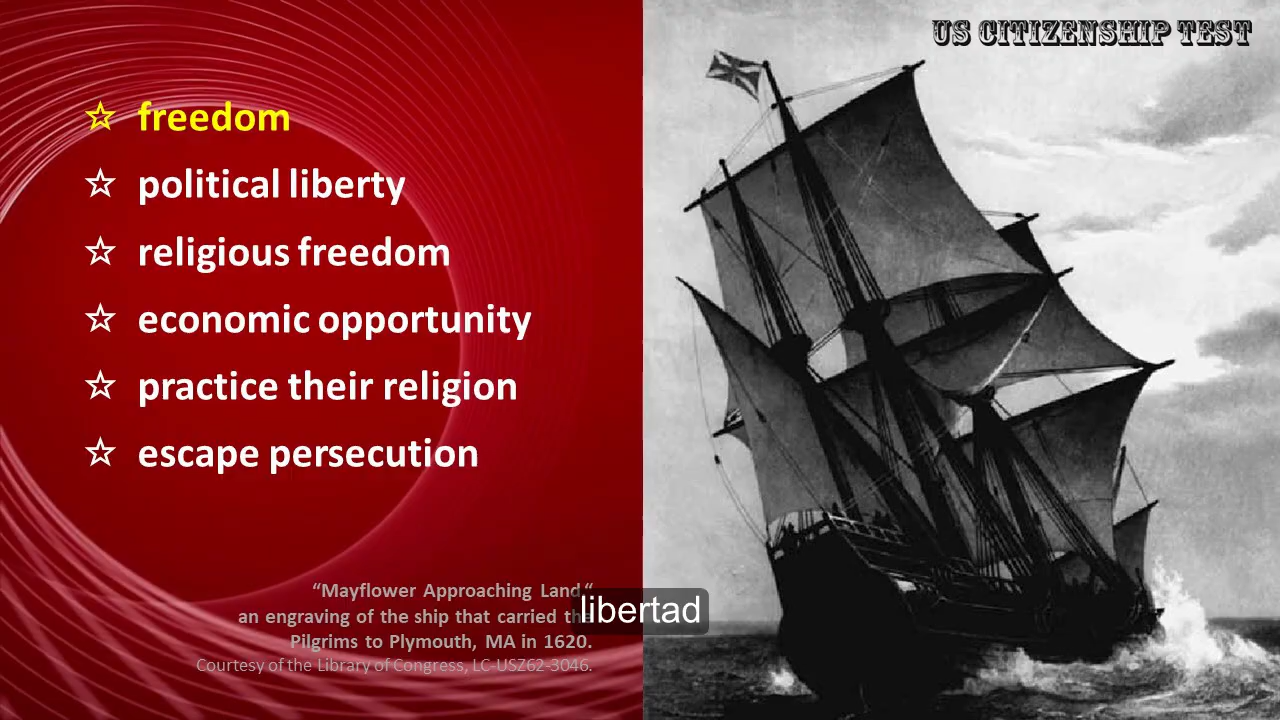 US CITIZENSHIP TEST
☆ freedom
☆ political liberty
☆ religious freedom
☆ economic opportunity
☆ practice their religion
☆ escape persecution
“Mayflower Approaching Land,“
an engraving of the ship that carried the
Pilgrims to Plymouth, MA in 1620.
Courtesy of the Library of Congress, LC-USZ62-3046.
libertad